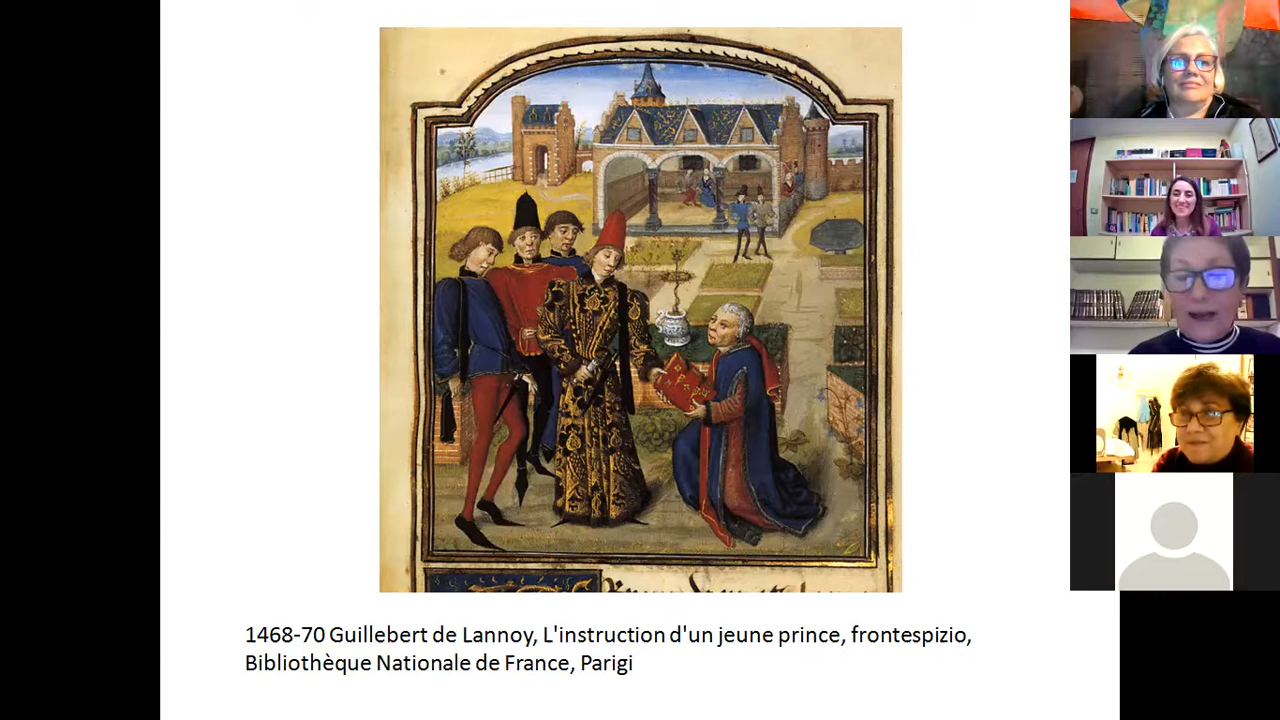 1468-70 Guillebert de Lannoy, L'instruction d'un jeune prince, frontespizio,
Bibliothèque Nationale de France, Parigi